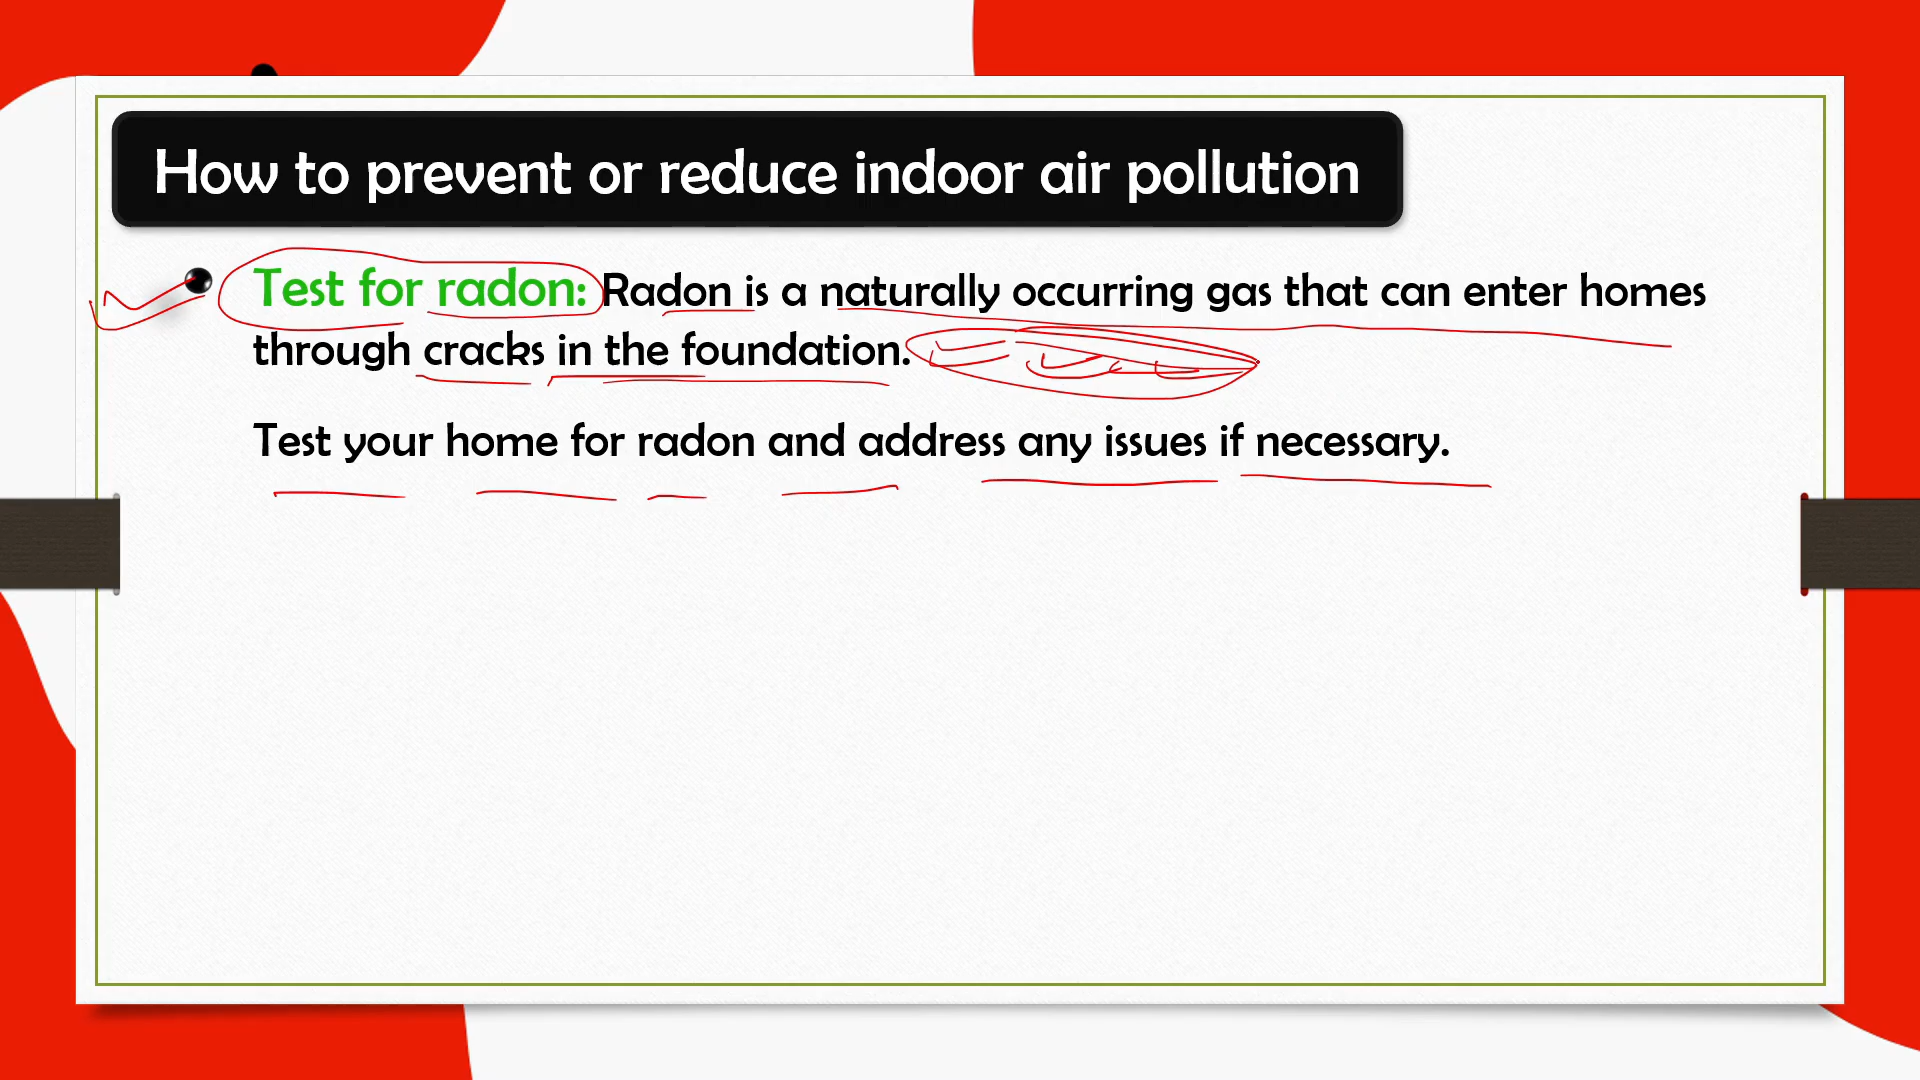 How to prevent or reduce indoor air pollution
Test for radon: Radon is a naturally occurring gas that can enter homes
through cracks in the foundation.
Test your home for radon and address any issues if necessary.